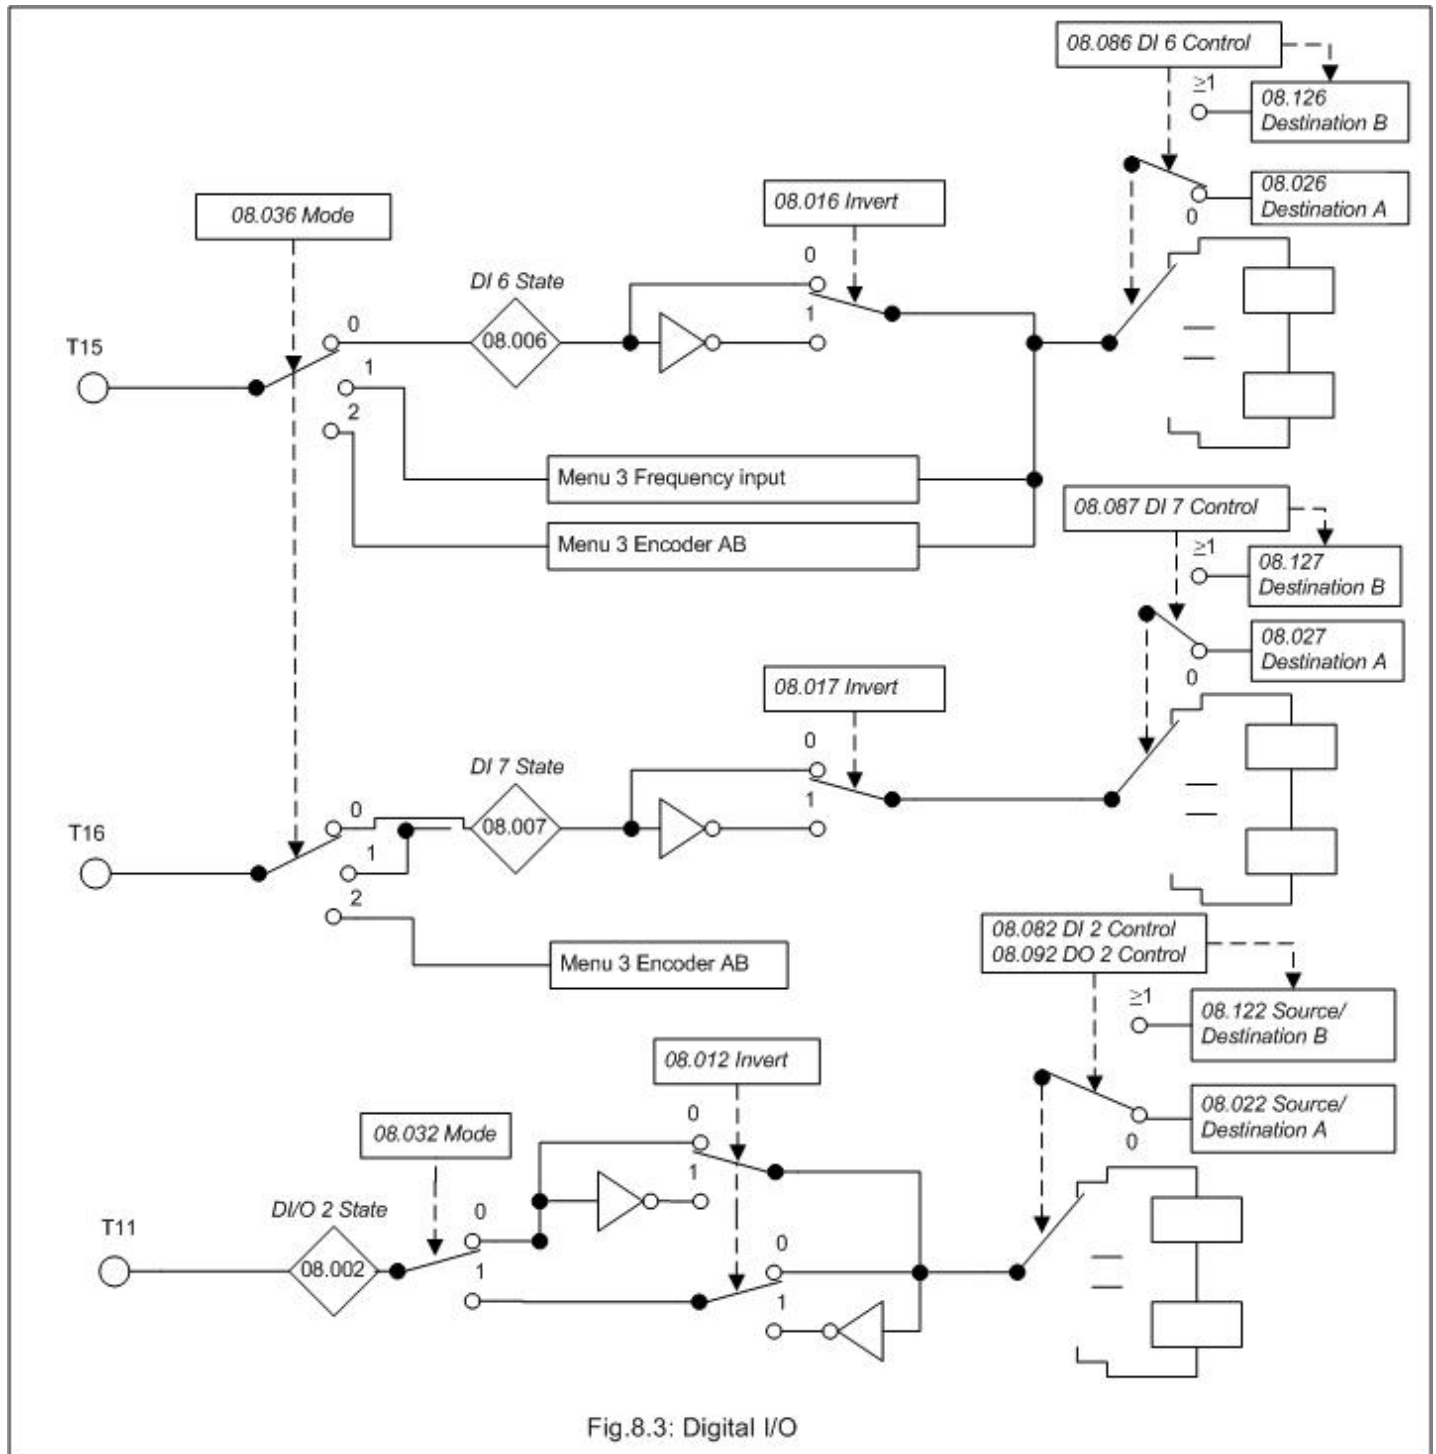 08.086 DI 6 Control
≥1
08.126
Destination B
08.026
Destination A
0
08.036 Mode
08.016 Invert
0
1
DI 6 State
08.006
T15
0
1
2
Menu 3 Frequency input
Menu 3 Encoder AB
08.087 DI 7 Control
≥1
08.127
Destination B
08.027
Destination A
0
08.017 Invert
0
1
DI 7 State
08.007
T16
0
1
2
Menu 3 Encoder AB
08.082 DI 2 Control
08.092 DO 2 Control
≥1
08.122 Source/
Destination B
08.022 Source/
Destination A
0
08.012 Invert
0
1
08.032 Mode
DI/O 2 State
08.002
T11
0
1
0
1
Fig.8.3: Digital I/O